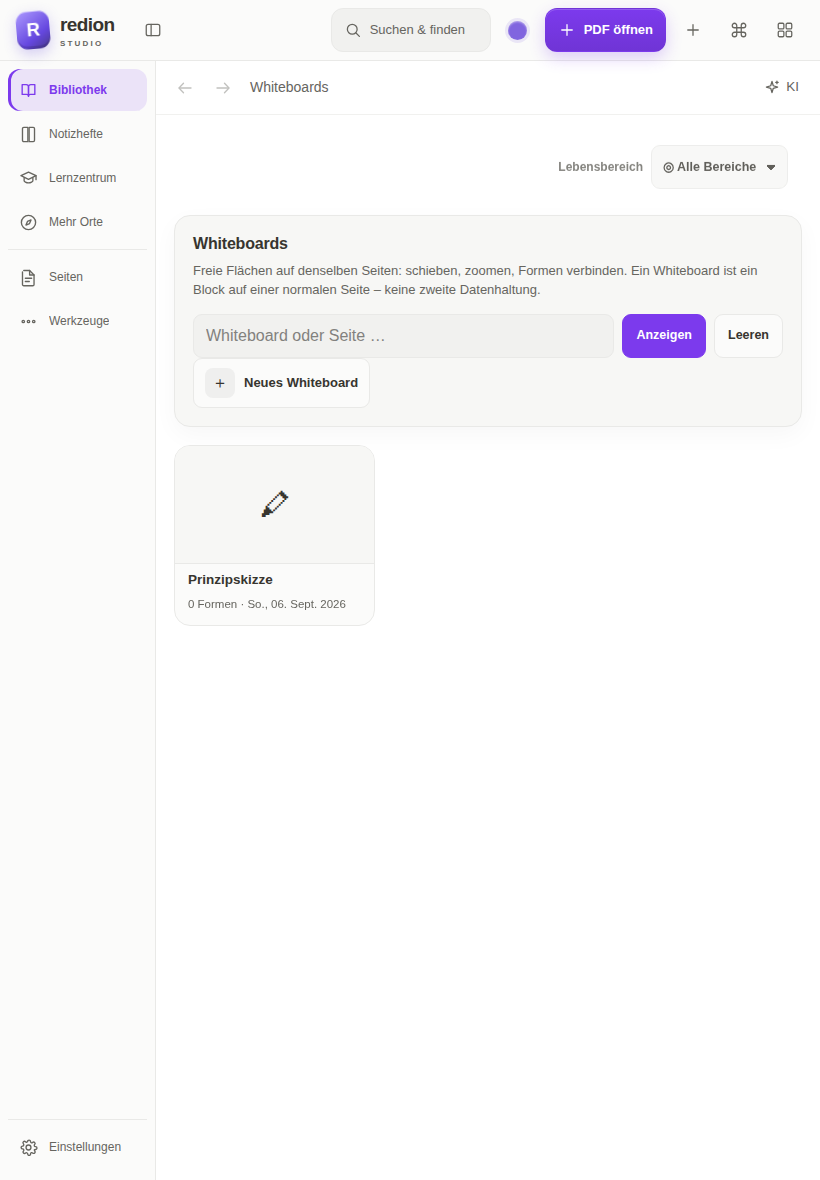 R
redion
STUDIO
Suchen & finden
PDF öffnen
Bibliothek
Notizhefte
Lernzentrum
Mehr Orte
Seiten
Werkzeuge
Einstellungen
Whiteboards
KI
Lebensbereich
◎ Alle Bereiche
Whiteboards
Freie Flächen auf denselben Seiten: schieben, zoomen, Formen verbinden. Ein Whiteboard ist ein
Block auf einer normalen Seite – keine zweite Datenhaltung.
Whiteboard oder Seite …
Anzeigen
Leeren
+ Neues Whiteboard
Prinzipskizze
0 Formen · So., 06. Sept. 2026